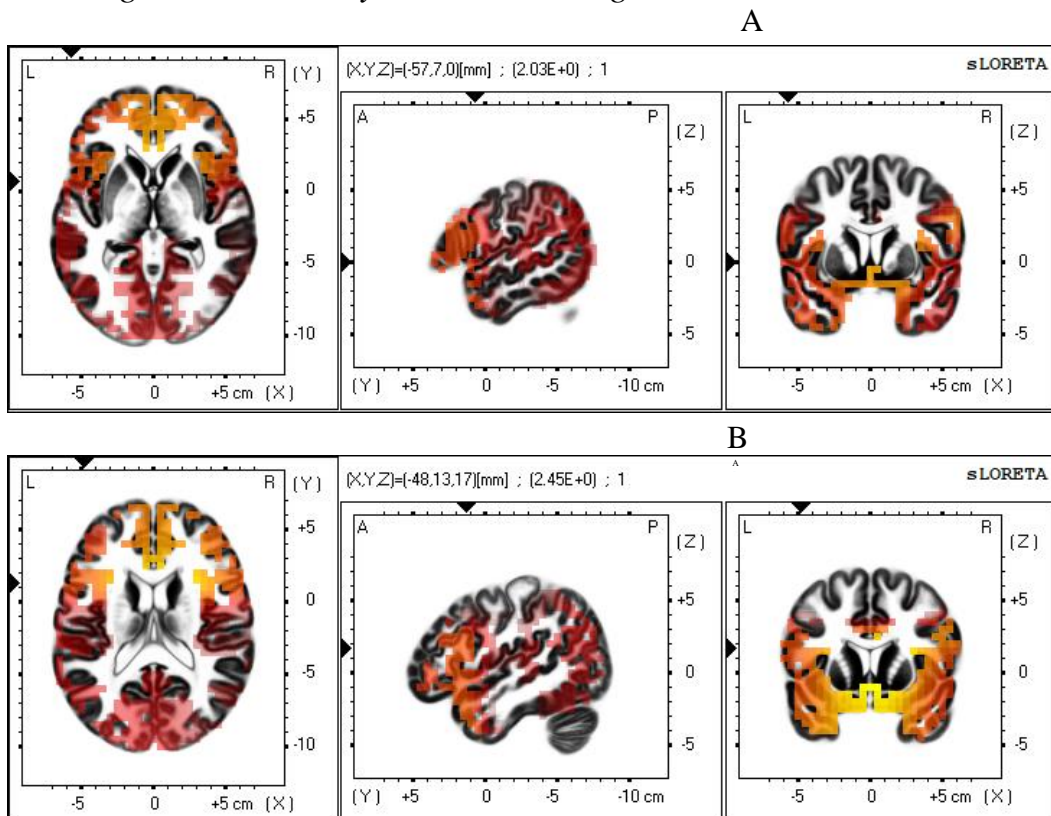 A
L R (Y)
+5
0
-5
-10
-5 0 +5 cm (X)
(X,Y,Z)=(-57,7,0)[mm] ; (2.03E+0) ; 1
sLORETA
A P (Z)
+5
0
-5
(Y) +5 0 -5 -10 cm
L R (Z)
+5
0
-5
-5 0 +5 cm (X)
B
A
L R (Y)
+5
0
-5
-10
-5 0 +5 cm (X)
(X,Y,Z)=(-48,13,17)[mm] ; (2.45E+0) ; 1
sLORETA
A P (Z)
+5
0
-5
(Y) +5 0 -5 -10 cm
L R (Z)
+5
0
-5
-5 0 +5 cm (X)